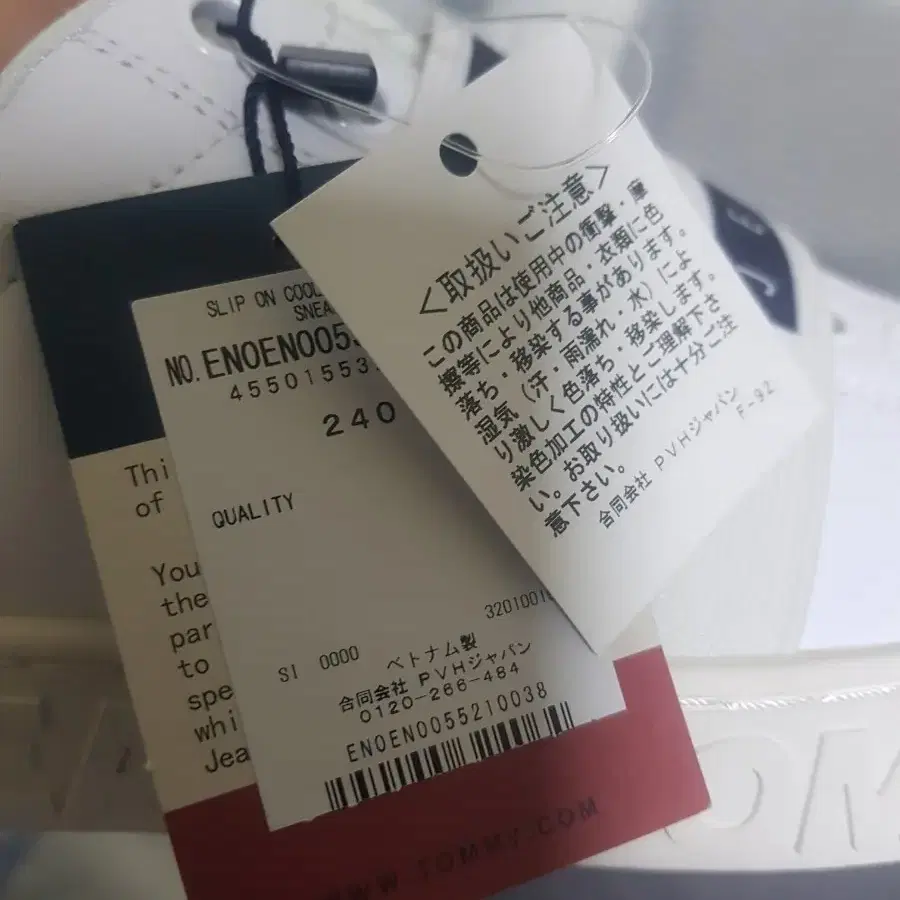 SLIP ON COOL
SNEA
NO. EN0EN0055
45501553
240
QUALITY
3201001
SI 0000
ベトナム製
合同会社 PVHジャパン
0120-266-484
EN0EN0055210038
＜取扱いご注意＞
この商品は使用中の衝撃・摩
擦等により他商品・衣類に色
落ち・移染する事があります。
湿気（汗・雨濡れ・水）によ
り激しく色落ち・移染します。
染色加工の特性とご理解下さ
い。お取り扱いには十分ご注
意下さい。
合同会社 PVHジャパン
F-92
Thi
of
You
the
par
to
spe
whi
Jea
WWW.TOMMY.COM
OM